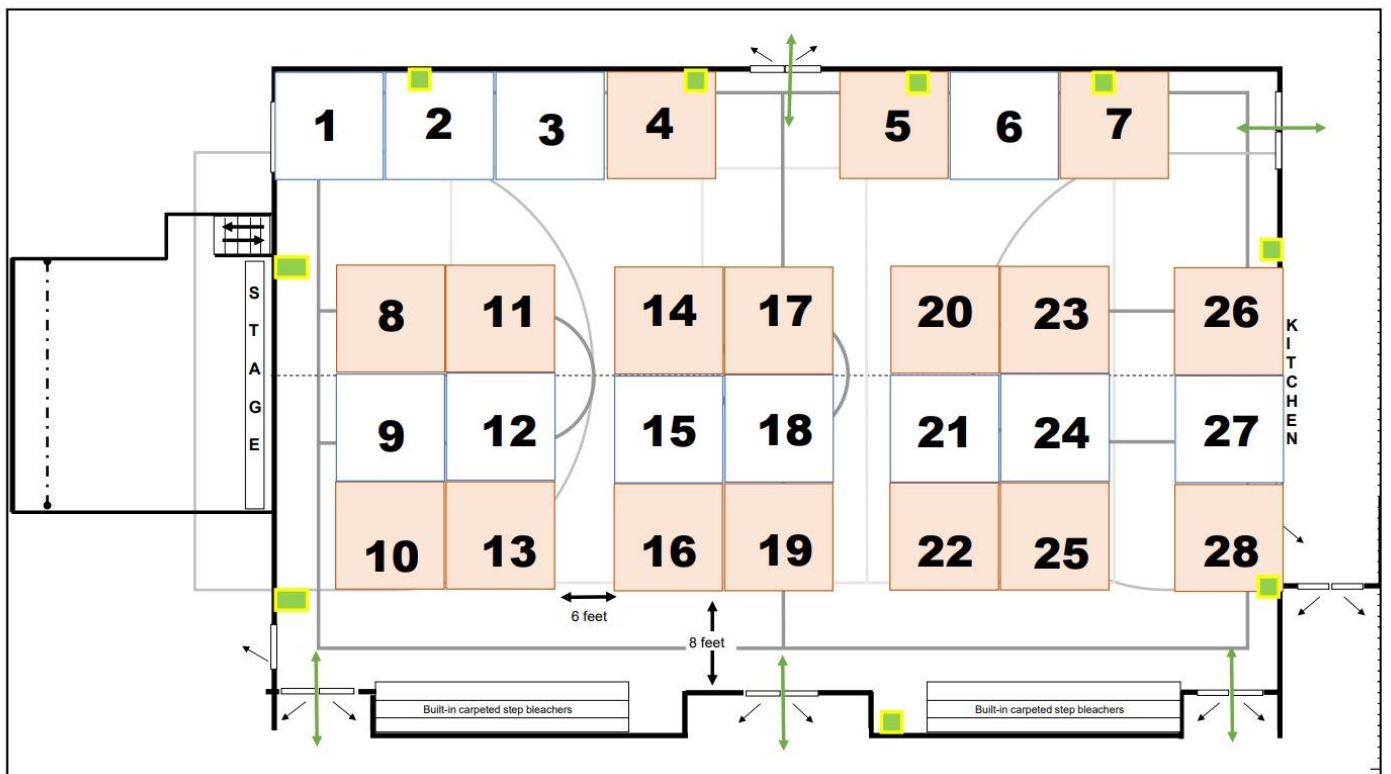 1 2 3 4 5 6 7
8 11 14 17 20 23 26
S
T
A
G
E
K
I
T
C
H
E
N
9 12 15 18 21 24 27
10 13 16 19 22 25 28
6 feet
8 feet
Built-in carpeted step bleachers
Built-in carpeted step bleachers